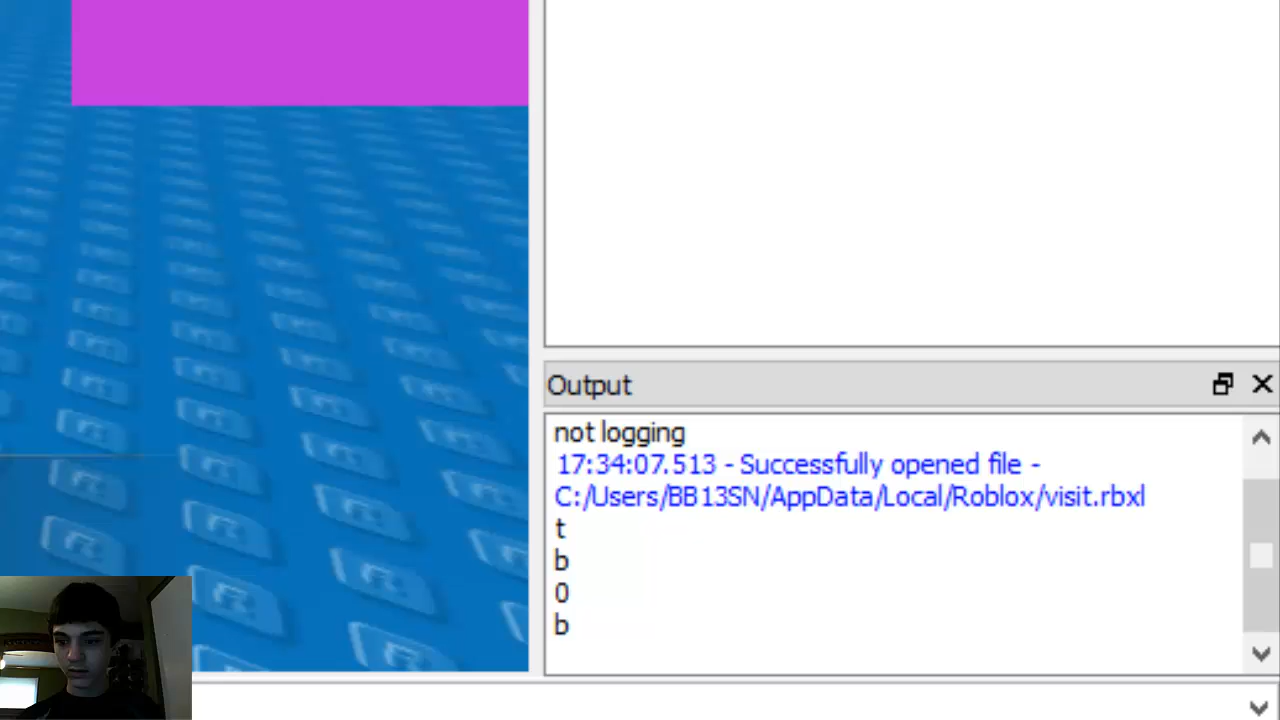 Output
not logging
17:34:07.513 - Successfully opened file -
C:/Users/BB13SN/AppData/Local/Roblox/visit.rbxl
t
b
0
b